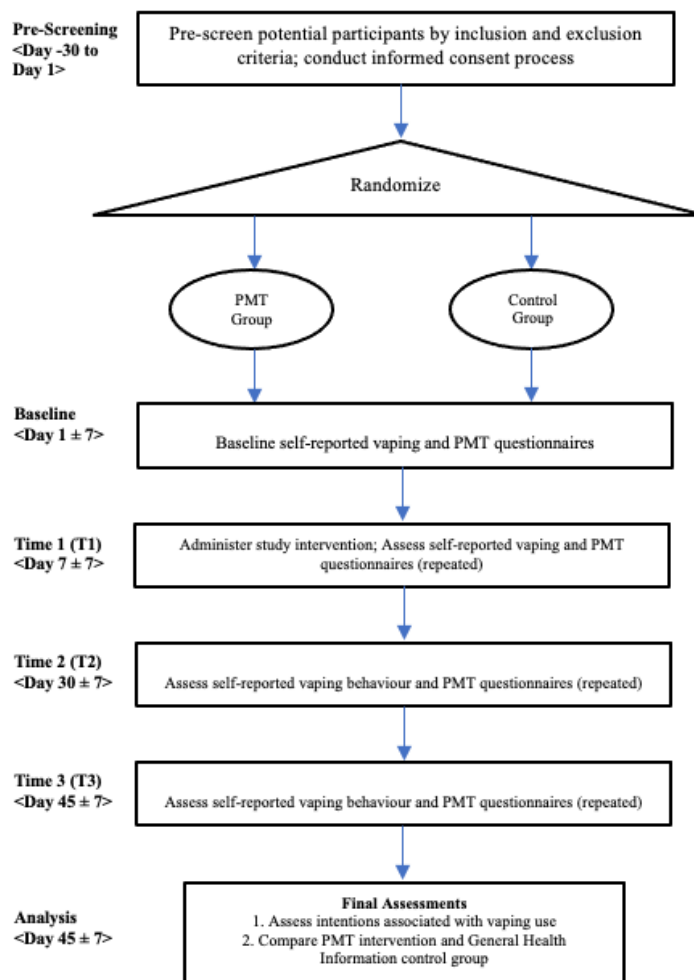 Pre-Screening
<Day -30 to
Day 1>
Pre-screen potential participants by inclusion and exclusion
criteria; conduct informed consent process
Randomize
PMT
Group
Control
Group
Baseline
<Day 1 ± 7>
Baseline self-reported vaping and PMT questionnaires
Time 1 (T1)
<Day 7 ± 7>
Administer study intervention; Assess self-reported vaping and PMT
questionnaires (repeated)
Time 2 (T2)
<Day 30 ± 7>
Assess self-reported vaping behaviour and PMT questionnaires (repeated)
Time 3 (T3)
<Day 45 ± 7>
Assess self-reported vaping behaviour and PMT questionnaires (repeated)
Analysis
<Day 45 ± 7>
Final Assessments
1. Assess intentions associated with vaping use
2. Compare PMT intervention and General Health
Information control group